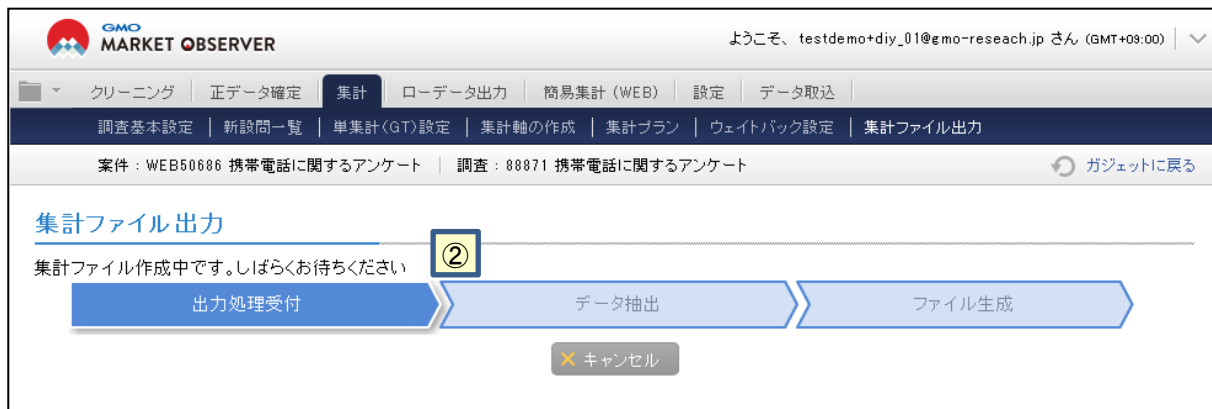 GMO
MARKET OBSERVER
ようこそ、 testdemo+diy_01@gmo-reseach.jp さん (GMT+09:00)
クリーニング 正データ確定 集計 ローデータ出力 簡易集計 (WEB) 設定 データ取込
調査基本設定 新設問一覧 単集計(GT)設定 集計軸の作成 集計プラン ウェイトバック設定 集計ファイル出力
案件：WEB50686 携帯電話に関するアンケート 調査：88871 携帯電話に関するアンケート ガジェットに戻る
集計ファイル出力
集計ファイル作成中です。しばらくお待ちください ②
出力処理受付 データ抽出 ファイル生成
キャンセル